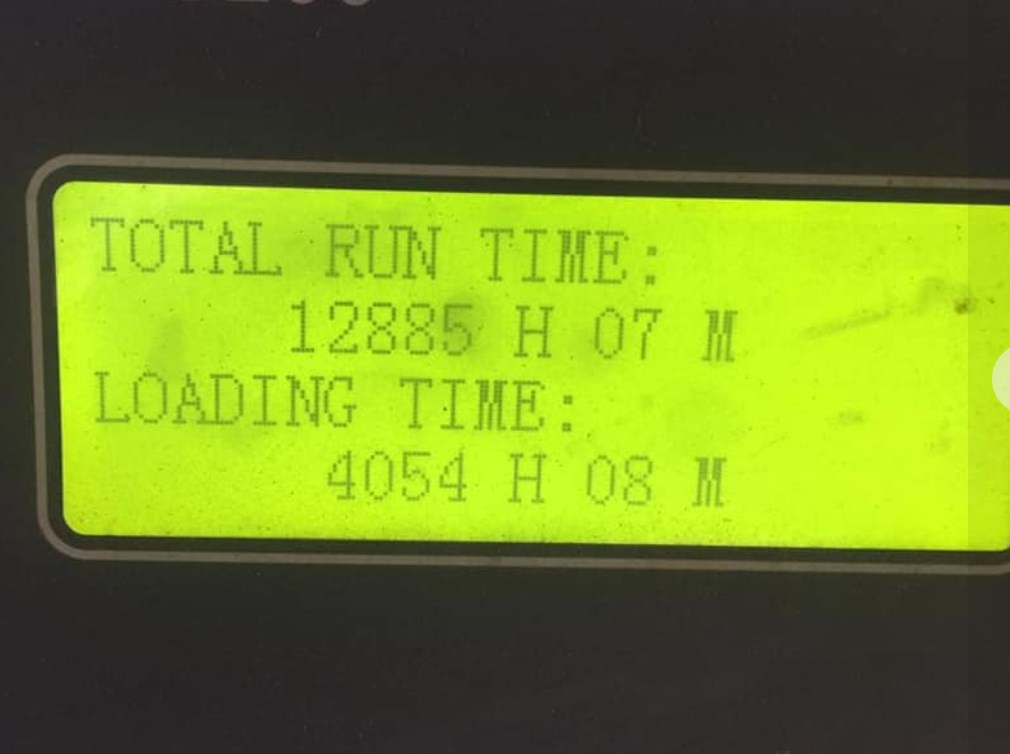 TOTAL RUN TIME:
12885 H 07 M
LOADING TIME:
4054 H 08 M